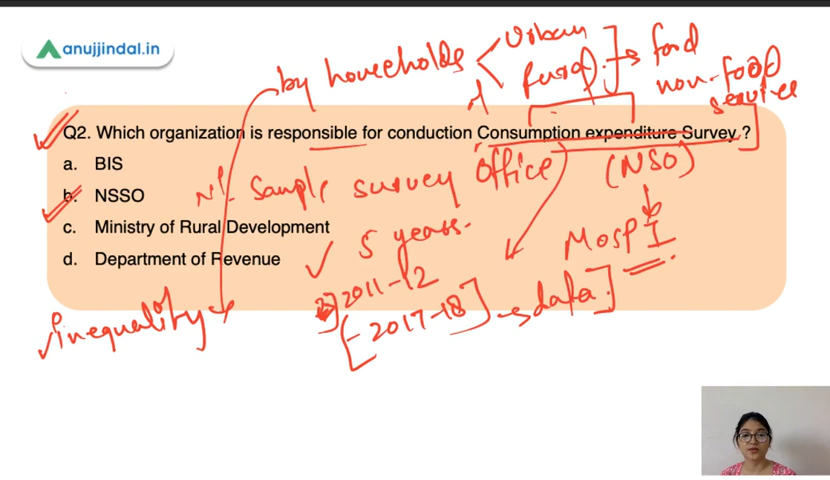 anujjindal.in
by households
Urban
Rural
food
non-food
service
Q2. Which organization is responsible for conduction Consumption expenditure Survey ?
a. BIS
b. NSSO
Nl. Sample survey office (NSO)
c. Ministry of Rural Development
5 years.
MospI
d. Department of Revenue
2011-12
[-2017-18] → data]
inequality